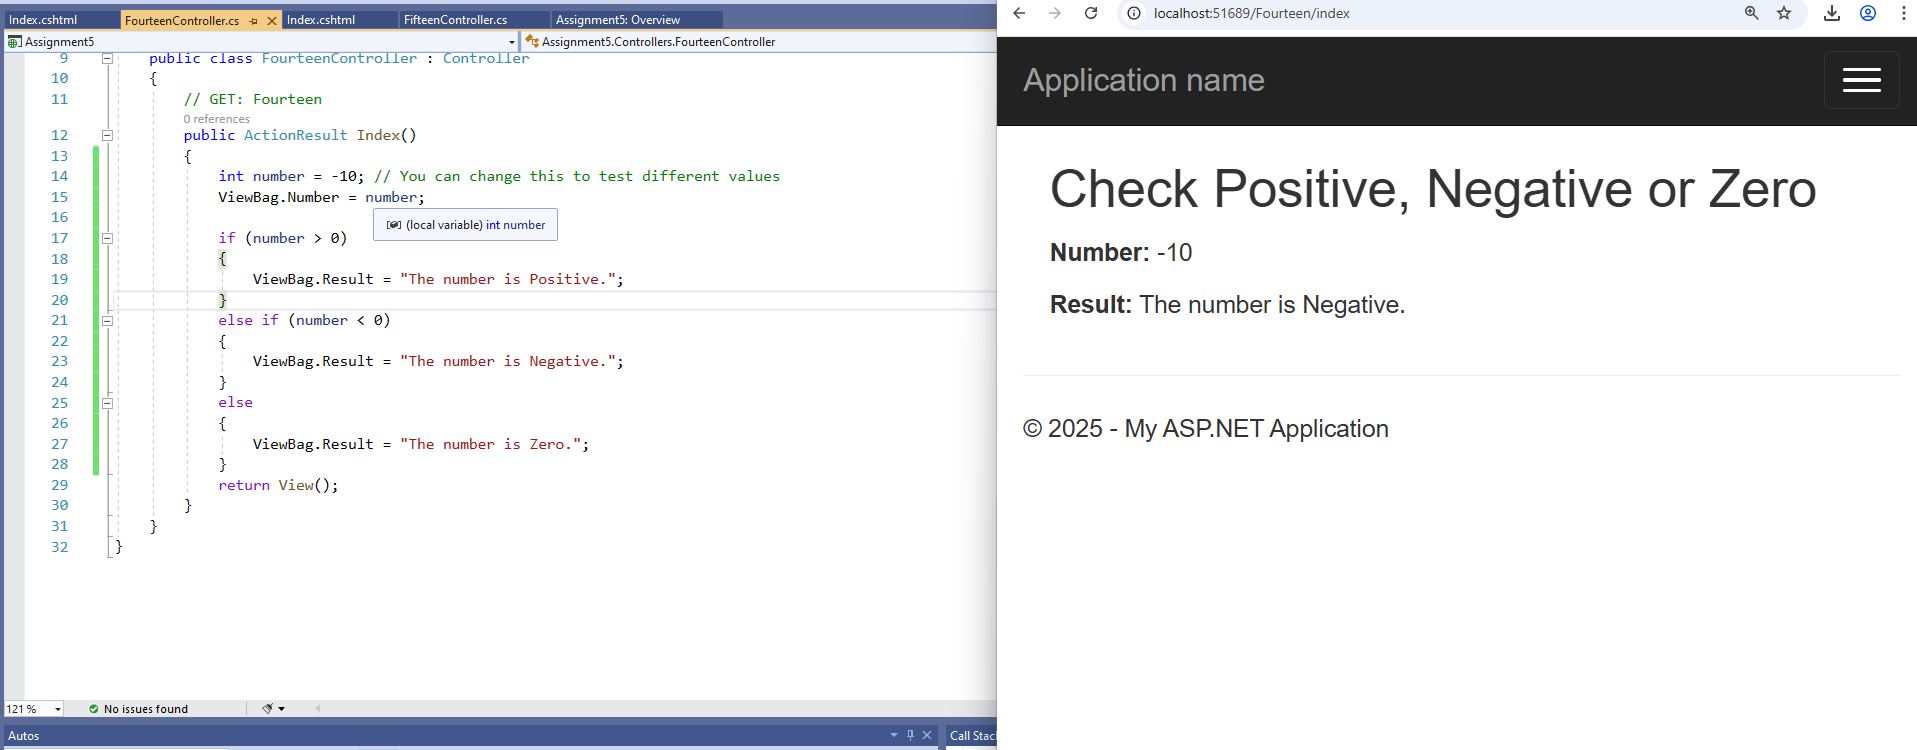 Index.cshtml
FourteenController.cs
Index.cshtml
FifteenController.cs
Assignment5: Overview
Assignment5
Assignment5.Controllers.FourteenController
9 public class FourteenController : Controller
10 {
11 // GET: Fourteen
0 references
12 public ActionResult Index()
13 {
14 int number = -10; // You can change this to test different values
15 ViewBag.Number = number;
16
(local variable) int number
17 if (number > 0)
18 {
19 ViewBag.Result = "The number is Positive.";
20 }
21 else if (number < 0)
22 {
23 ViewBag.Result = "The number is Negative.";
24 }
25 else
26 {
27 ViewBag.Result = "The number is Zero.";
28 }
29 return View();
30 }
31 }
32 }
121 %
No issues found
Autos
Call Stac
localhost:51689/Fourteen/index
Application name
Check Positive, Negative or Zero
Number: -10
Result: The number is Negative.
© 2025 - My ASP.NET Application